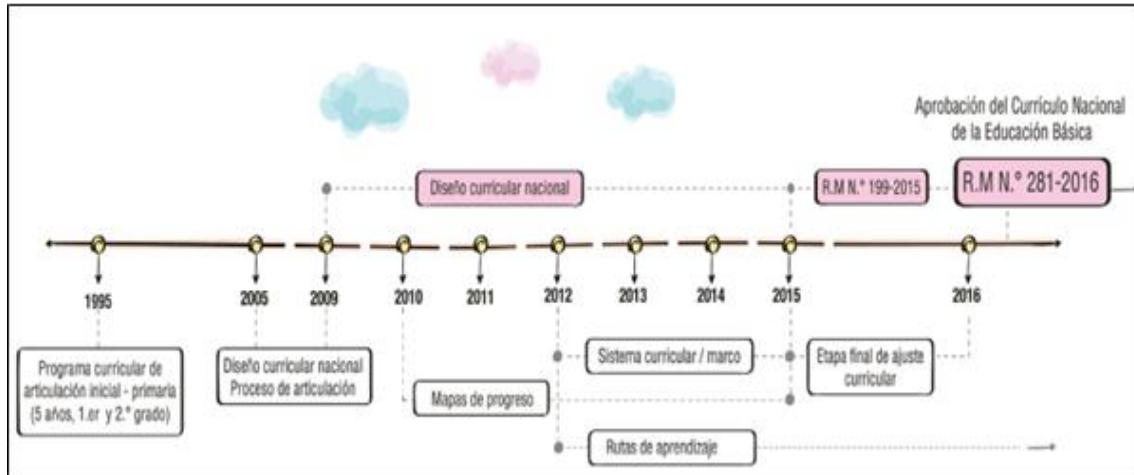 Aprobación del Currículo Nacional
de la Educación Básica
Diseño curricular nacional
R.M N.° 199-2015
R.M N.° 281-2016
1995
2005
2009
2010
2011
2012
2013
2014
2015
2016
Programa curricular de
articulación inicial - primaria
(5 años, 1.er y 2.° grado)
Diseño curricular nacional
Proceso de articulación
Sistema curricular / marco
Etapa final de ajuste
curricular
Mapas de progreso
Rutas de aprendizaje